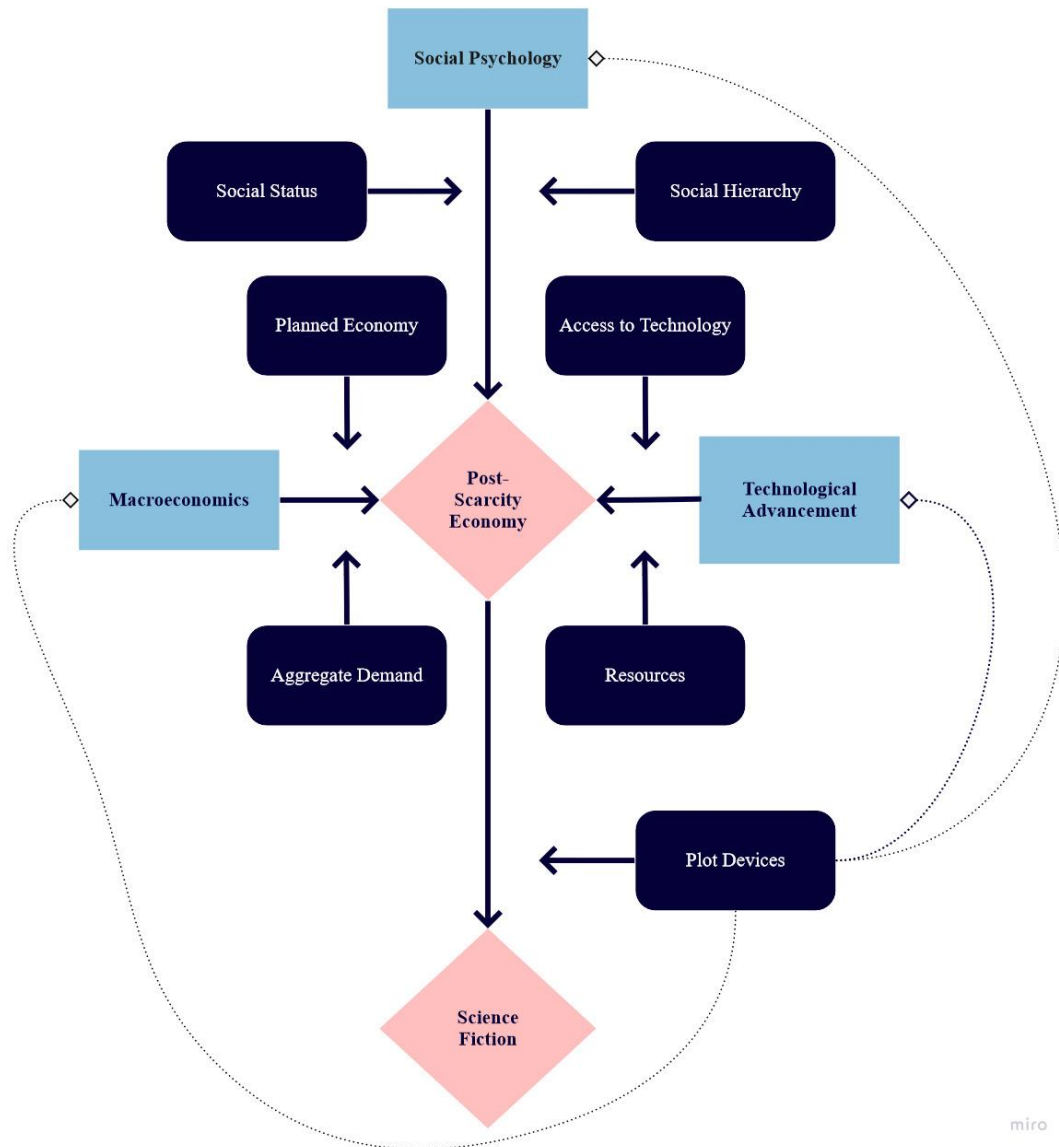 Social Psychology
Social Status
Social Hierarchy
Planned Economy
Access to Technology
Macroeconomics
Post-
Scarcity
Economy
Technological
Advancement
Aggregate Demand
Resources
Plot Devices
Science
Fiction
miro